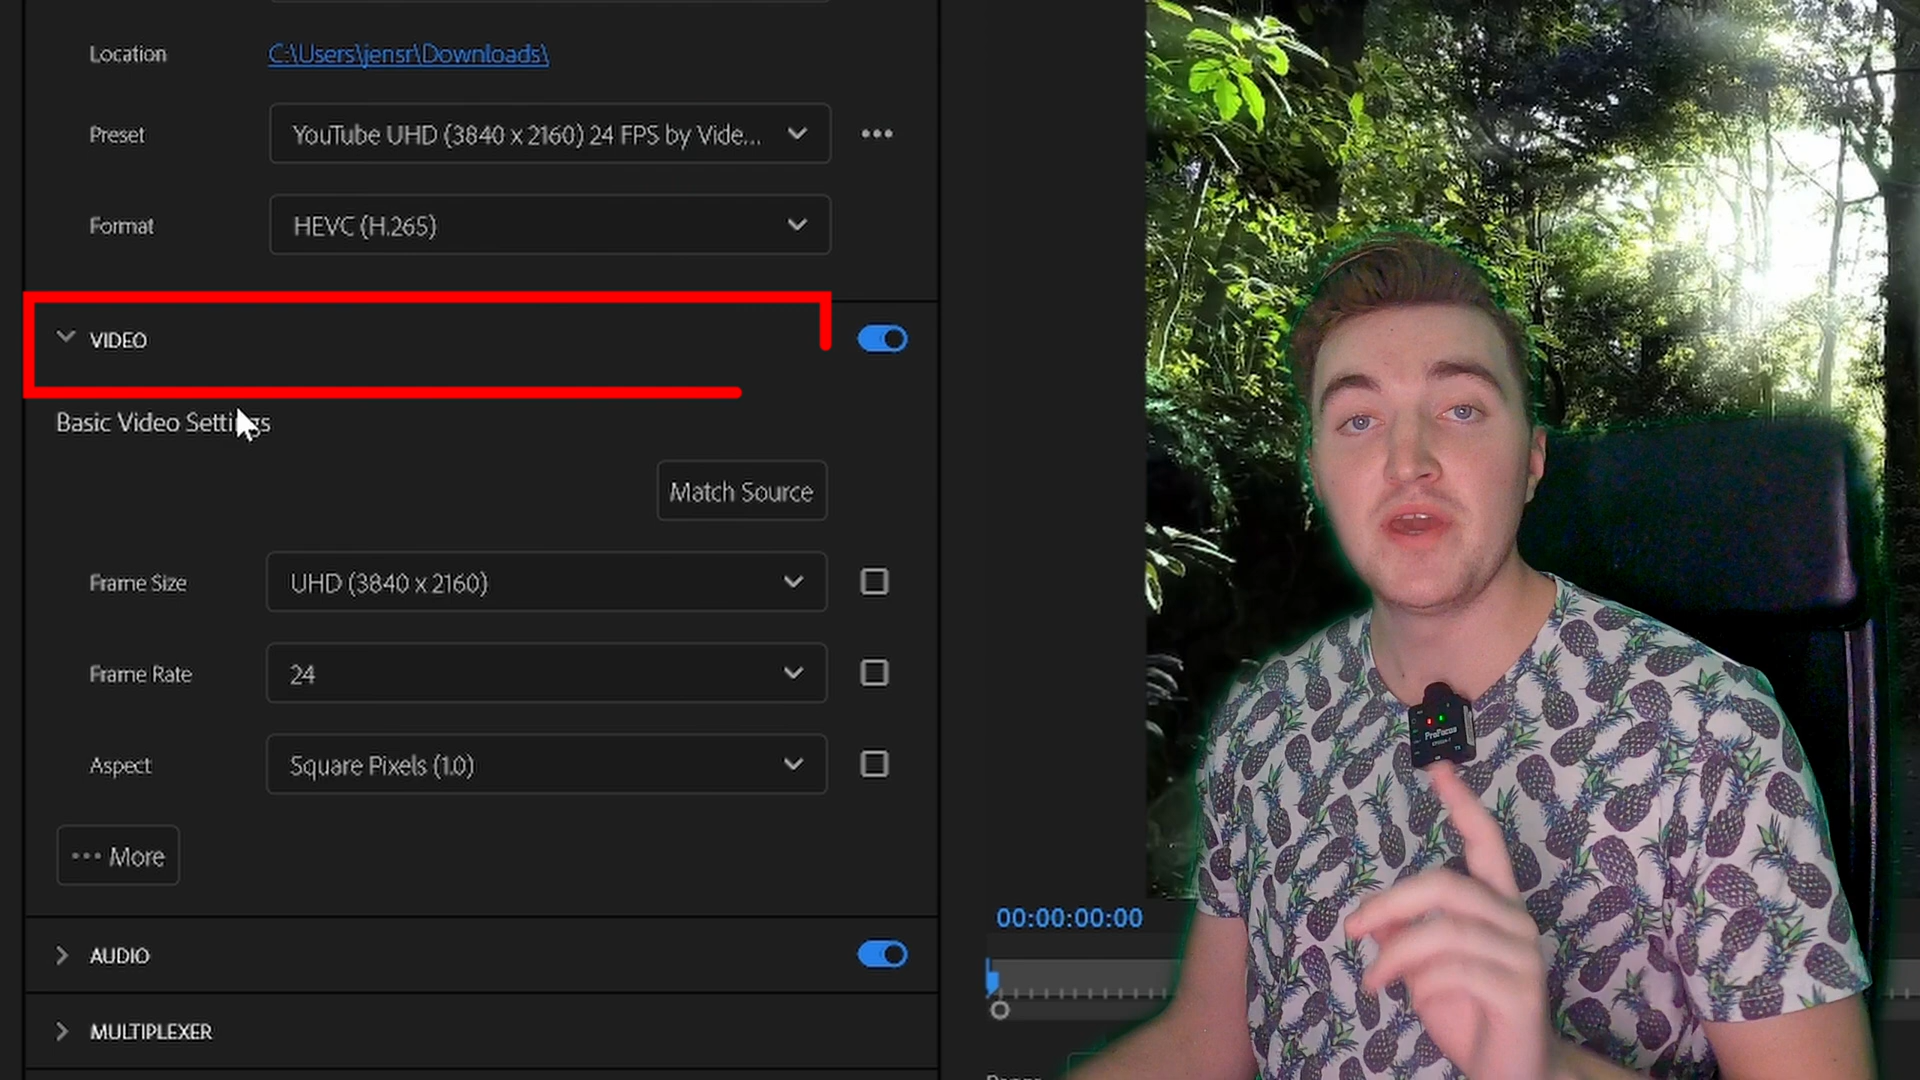 Location
C:\Users\jensr\Downloads\
Preset
YouTube UHD (3840 x 2160) 24 FPS by Vide...
Format
HEVC (H.265)
VIDEO
Basic Video Settings
Match Source
Frame Size
UHD (3840 x 2160)
Frame Rate
24
Aspect
Square Pixels (1.0)
More
AUDIO
MULTIPLEXER
00:00:00:00
ProFocus